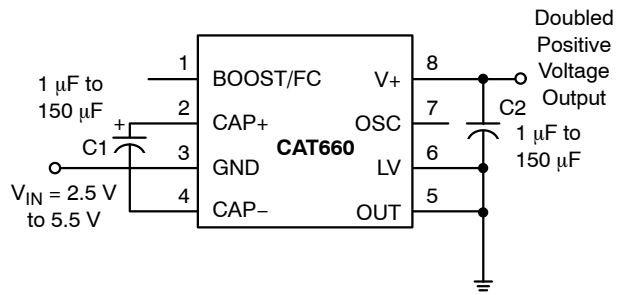 Doubled
Positive
Voltage
Output
1 BOOST/FC V+ 8
1 μF to
150 μF
2 CAP+ OSC 7
+
C1
CAT660
C2
1 μF to
150 μF
3 GND LV 6
VIN = 2.5 V
to 5.5 V
4 CAP− OUT 5